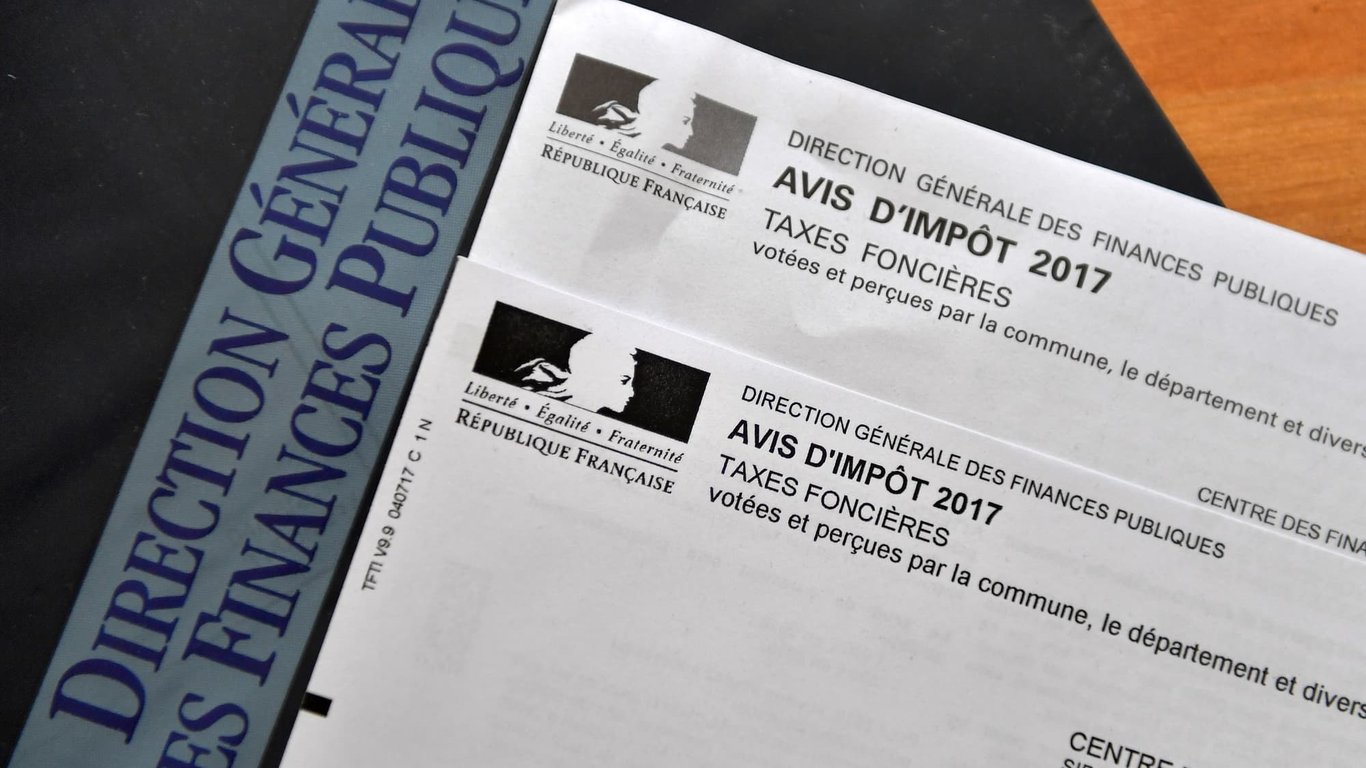 DIRECTION GÉNÉRAL
ES FINANCES PUBLIQU
Liberté • Égalité • Fraternité
RÉPUBLIQUE FRANÇAISE
DIRECTION GÉNÉRALE DES FINANCES PUBLIQUES
AVIS D'IMPÔT 2017
TAXES FONCIÈRES
votées et perçues par la commune, le département et divers
CENTRE DES FINA
Liberté • Égalité • Fraternité
RÉPUBLIQUE FRANÇAISE
DIRECTION GÉNÉRALE DES FINANCES PUBLIQUES
AVIS D'IMPÔT 2017
TAXES FONCIÈRES
votées et perçues par la commune, le département et divers
TFTI V9.9 040717 C 1 N
CENTRE